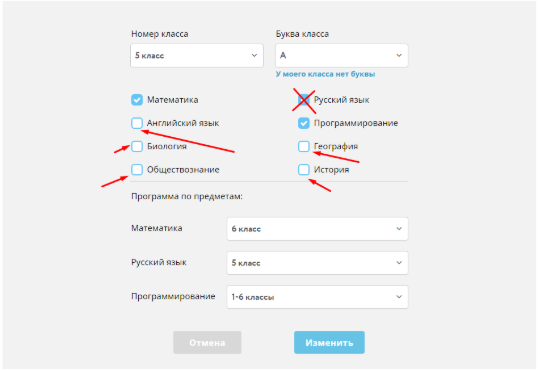 Номер класса Буква класса
5 класс А
У моего класса нет буквы
Математика Русский язык
Английский язык Программирование
Биология География
Обществознание История
Программа по предметам:
Математика 6 класс
Русский язык 5 класс
Программирование 1-6 классы
Отмена Изменить